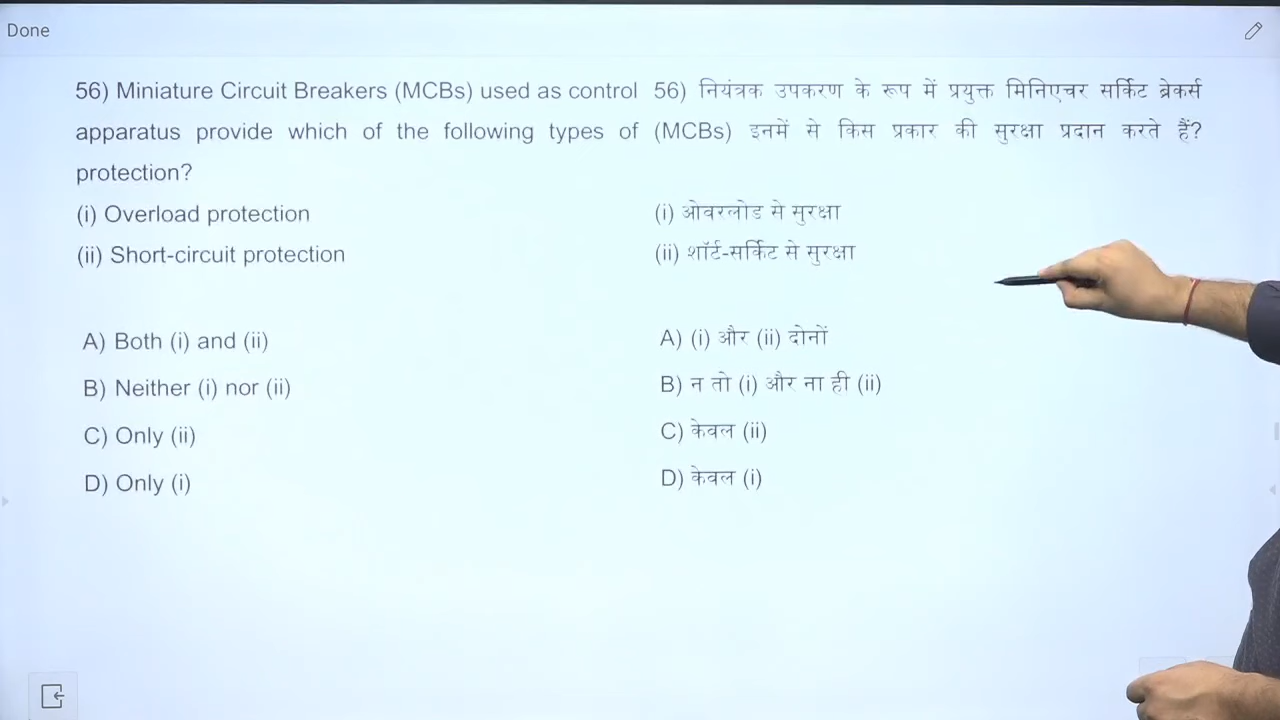 Done
56) Miniature Circuit Breakers (MCBs) used as control
apparatus provide which of the following types of
protection?
(i) Overload protection
(ii) Short-circuit protection
A) Both (i) and (ii)
B) Neither (i) nor (ii)
C) Only (ii)
D) Only (i)
56) नियंत्रक उपकरण के रूप में प्रयुक्त मिनिएचर सर्किट ब्रेकर्स
(MCBs) इनमें से किस प्रकार की सुरक्षा प्रदान करते हैं?
(i) ओवरलोड से सुरक्षा
(ii) शॉर्ट-सर्किट से सुरक्षा
A) (i) और (ii) दोनों
B) न तो (i) और ना ही (ii)
C) केवल (ii)
D) केवल (i)